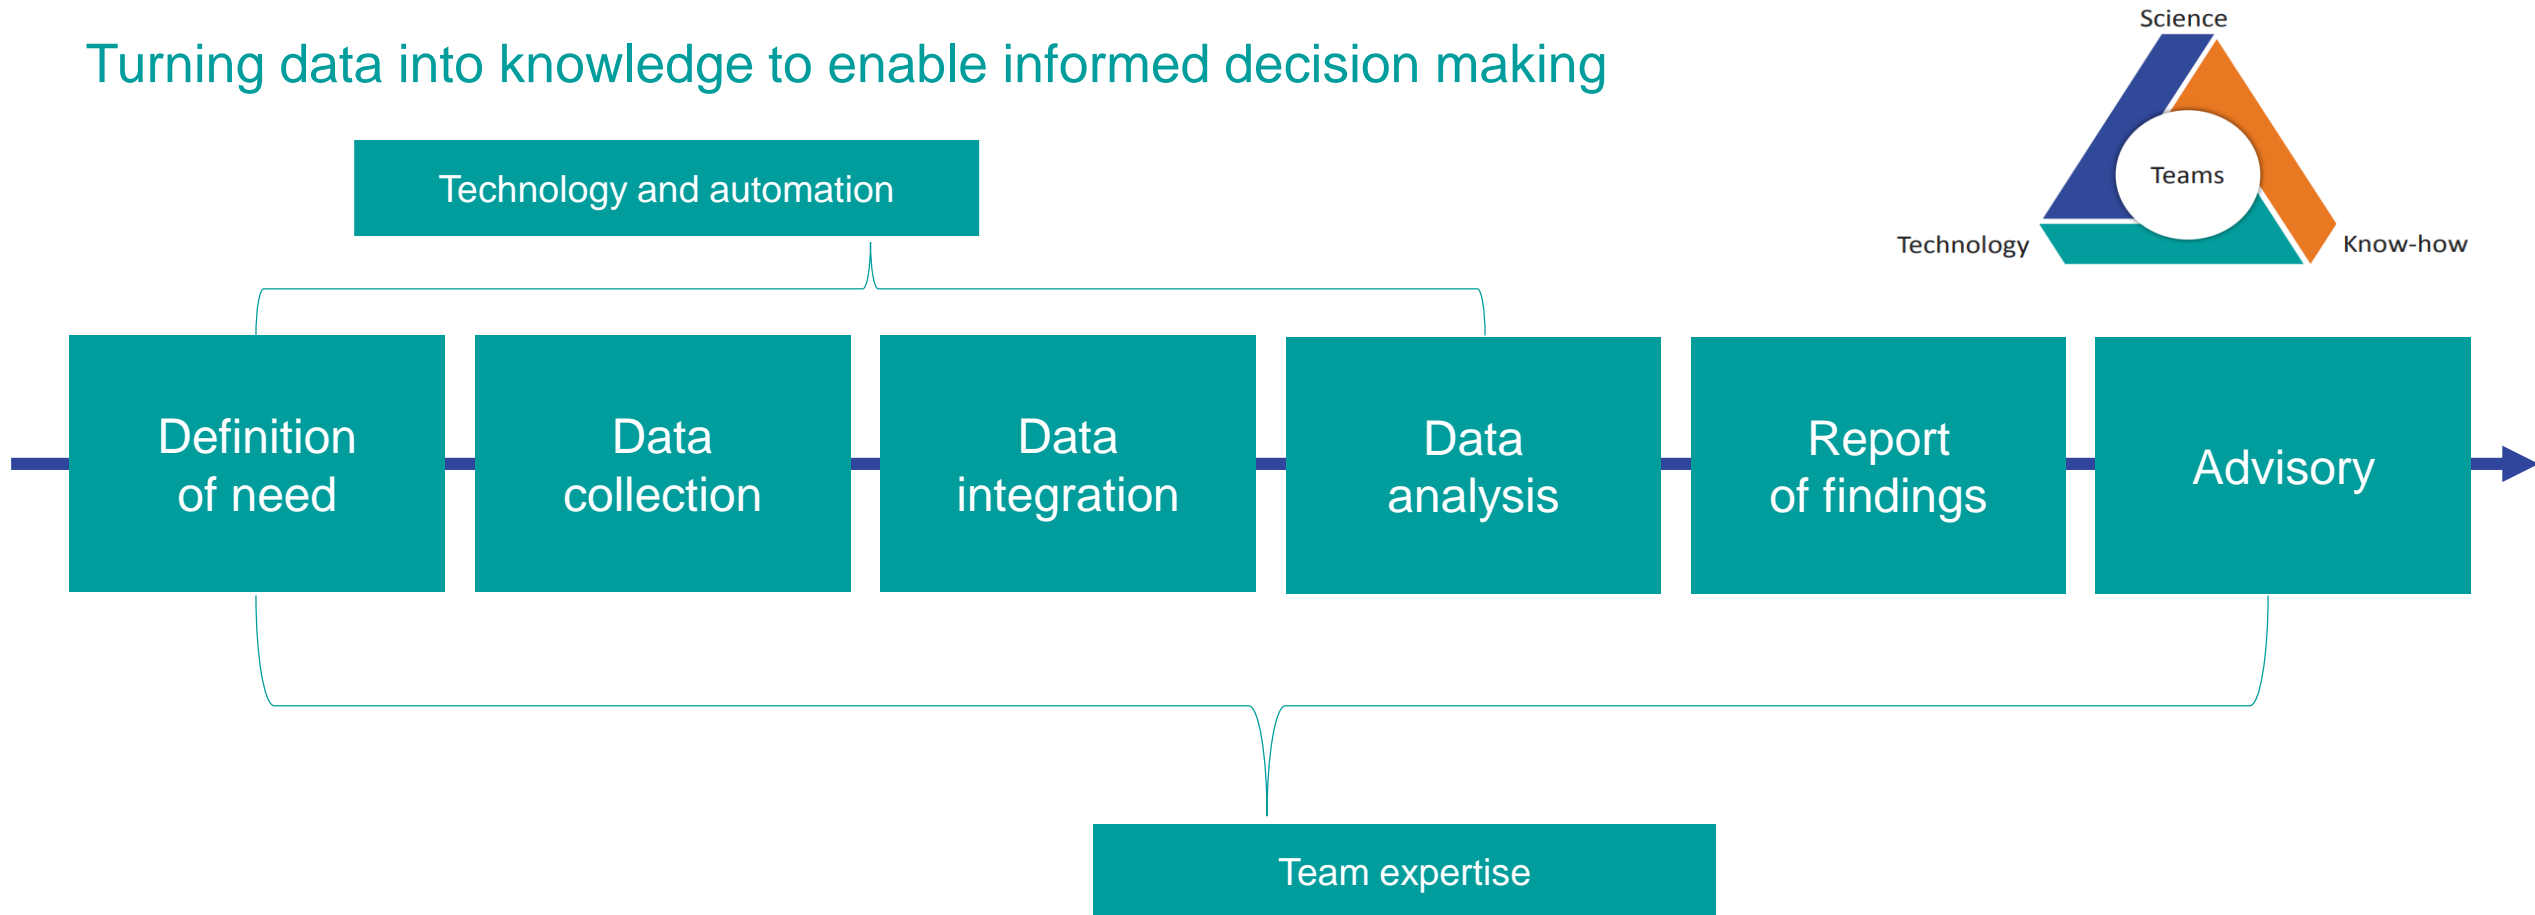 Science
Turning data into knowledge to enable informed decision making
Technology and automation
Teams
Technology
Know-how
Definition
of need
Data
collection
Data
integration
Data
analysis
Report
of findings
Advisory
Team expertise